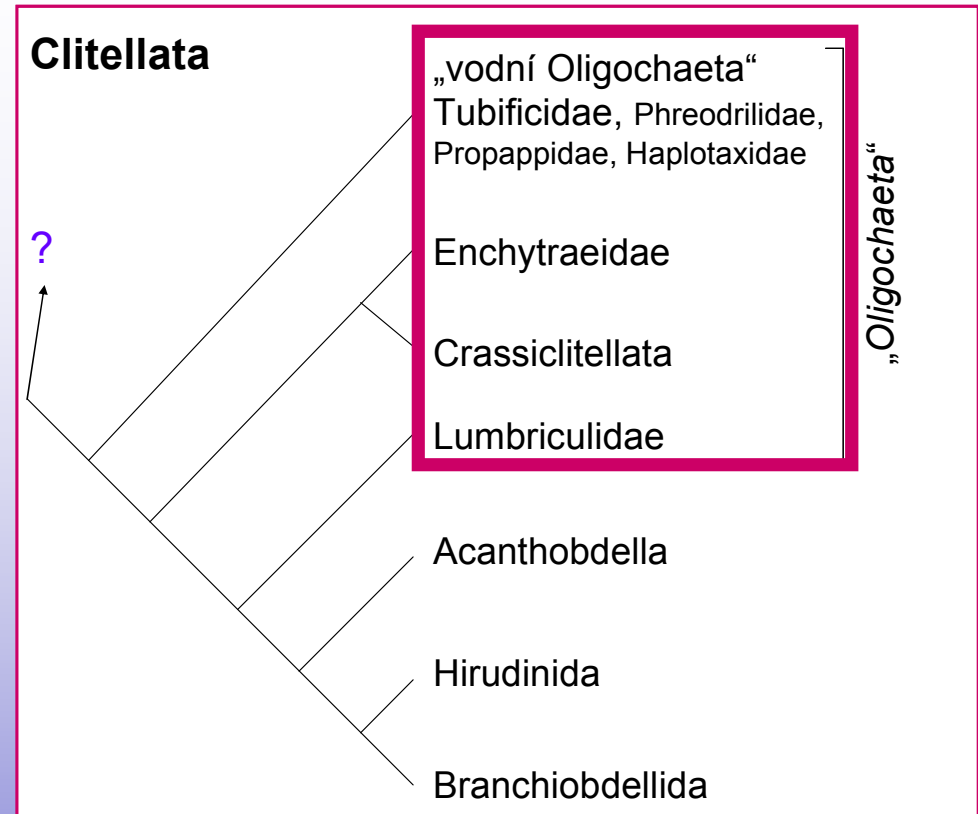 Clitellata
„vodní Oligochaeta“
Tubificidae, Phreodrilidae,
Propappidae, Haplotaxidae
„Oligochaeta“
?
Enchytraeidae
Crassiclitellata
Lumbriculidae
Acanthobdella
Hirudinida
Branchiobdellida